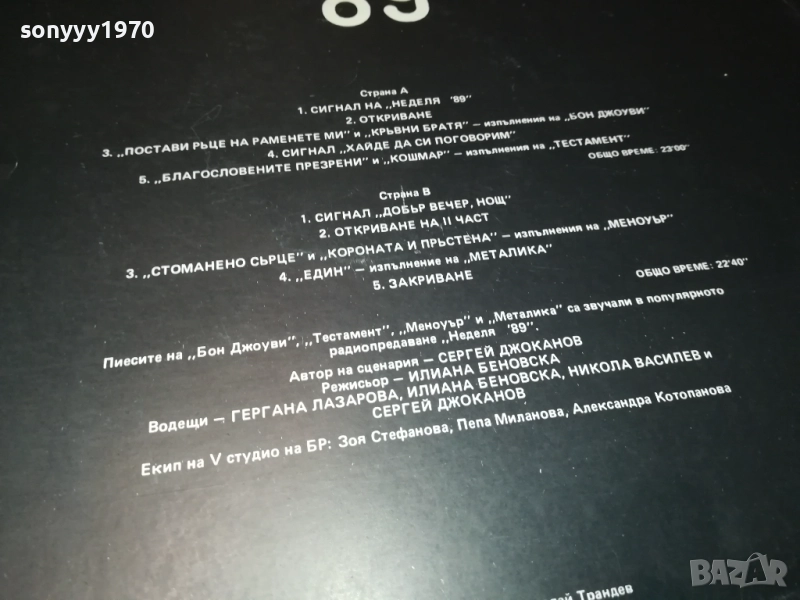 sonyyy1970
89
Страна А
1. СИГНАЛ НА „НЕДЕЛЯ '89"
2. ОТКРИВАНЕ
3. „ПОСТАВИ РЪЦЕ НА РАМЕНЕТЕ МИ" и „КРЪВНИ БРАТЯ" — изпълнения на „БОН ДЖОУВИ"
4. СИГНАЛ „ХАЙДЕ ДА СИ ПОГОВОРИМ"
5. „БЛАГОСЛОВЕНИТЕ ПРЕЗРЕНИ" и „КОШМАР" — изпълнения на „ТЕСТАМЕНТ"
ОБЩО ВРЕМЕ: 23'00"
Страна В
1. СИГНАЛ „ДОБЪР ВЕЧЕР, НОЩ"
2. ОТКРИВАНЕ НА II ЧАСТ
3. „СТОМАНЕНО СЪРЦЕ" и „КОРОНАТА И ПРЪСТЕНА" — изпълнения на „МЕНОУЪР"
4. „ЕДИН" — изпълнение на „МЕТАЛИКА"
5. ЗАКРИВАНЕ
ОБЩО ВРЕМЕ: 22'40"
Пиесите на „Бон Джоуви", „Тестамент", „Меноуър" и „Металика" са звучали в популярното
радиопредаване „Неделя '89".
Автор на сценария — СЕРГЕЙ ДЖОКАНОВ
Режисьор — ИЛИАНА БЕНОВСКА
Водещи — ГЕРГАНА ЛАЗАРОВА, ИЛИАНА БЕНОВСКА, НИКОЛА ВАСИЛЕВ и
СЕРГЕЙ ДЖОКАНОВ
Екип на V студио на БР: Зоя Стефанова, Пепа Миланова, Александра Котопанова
Трандев
BAZAR